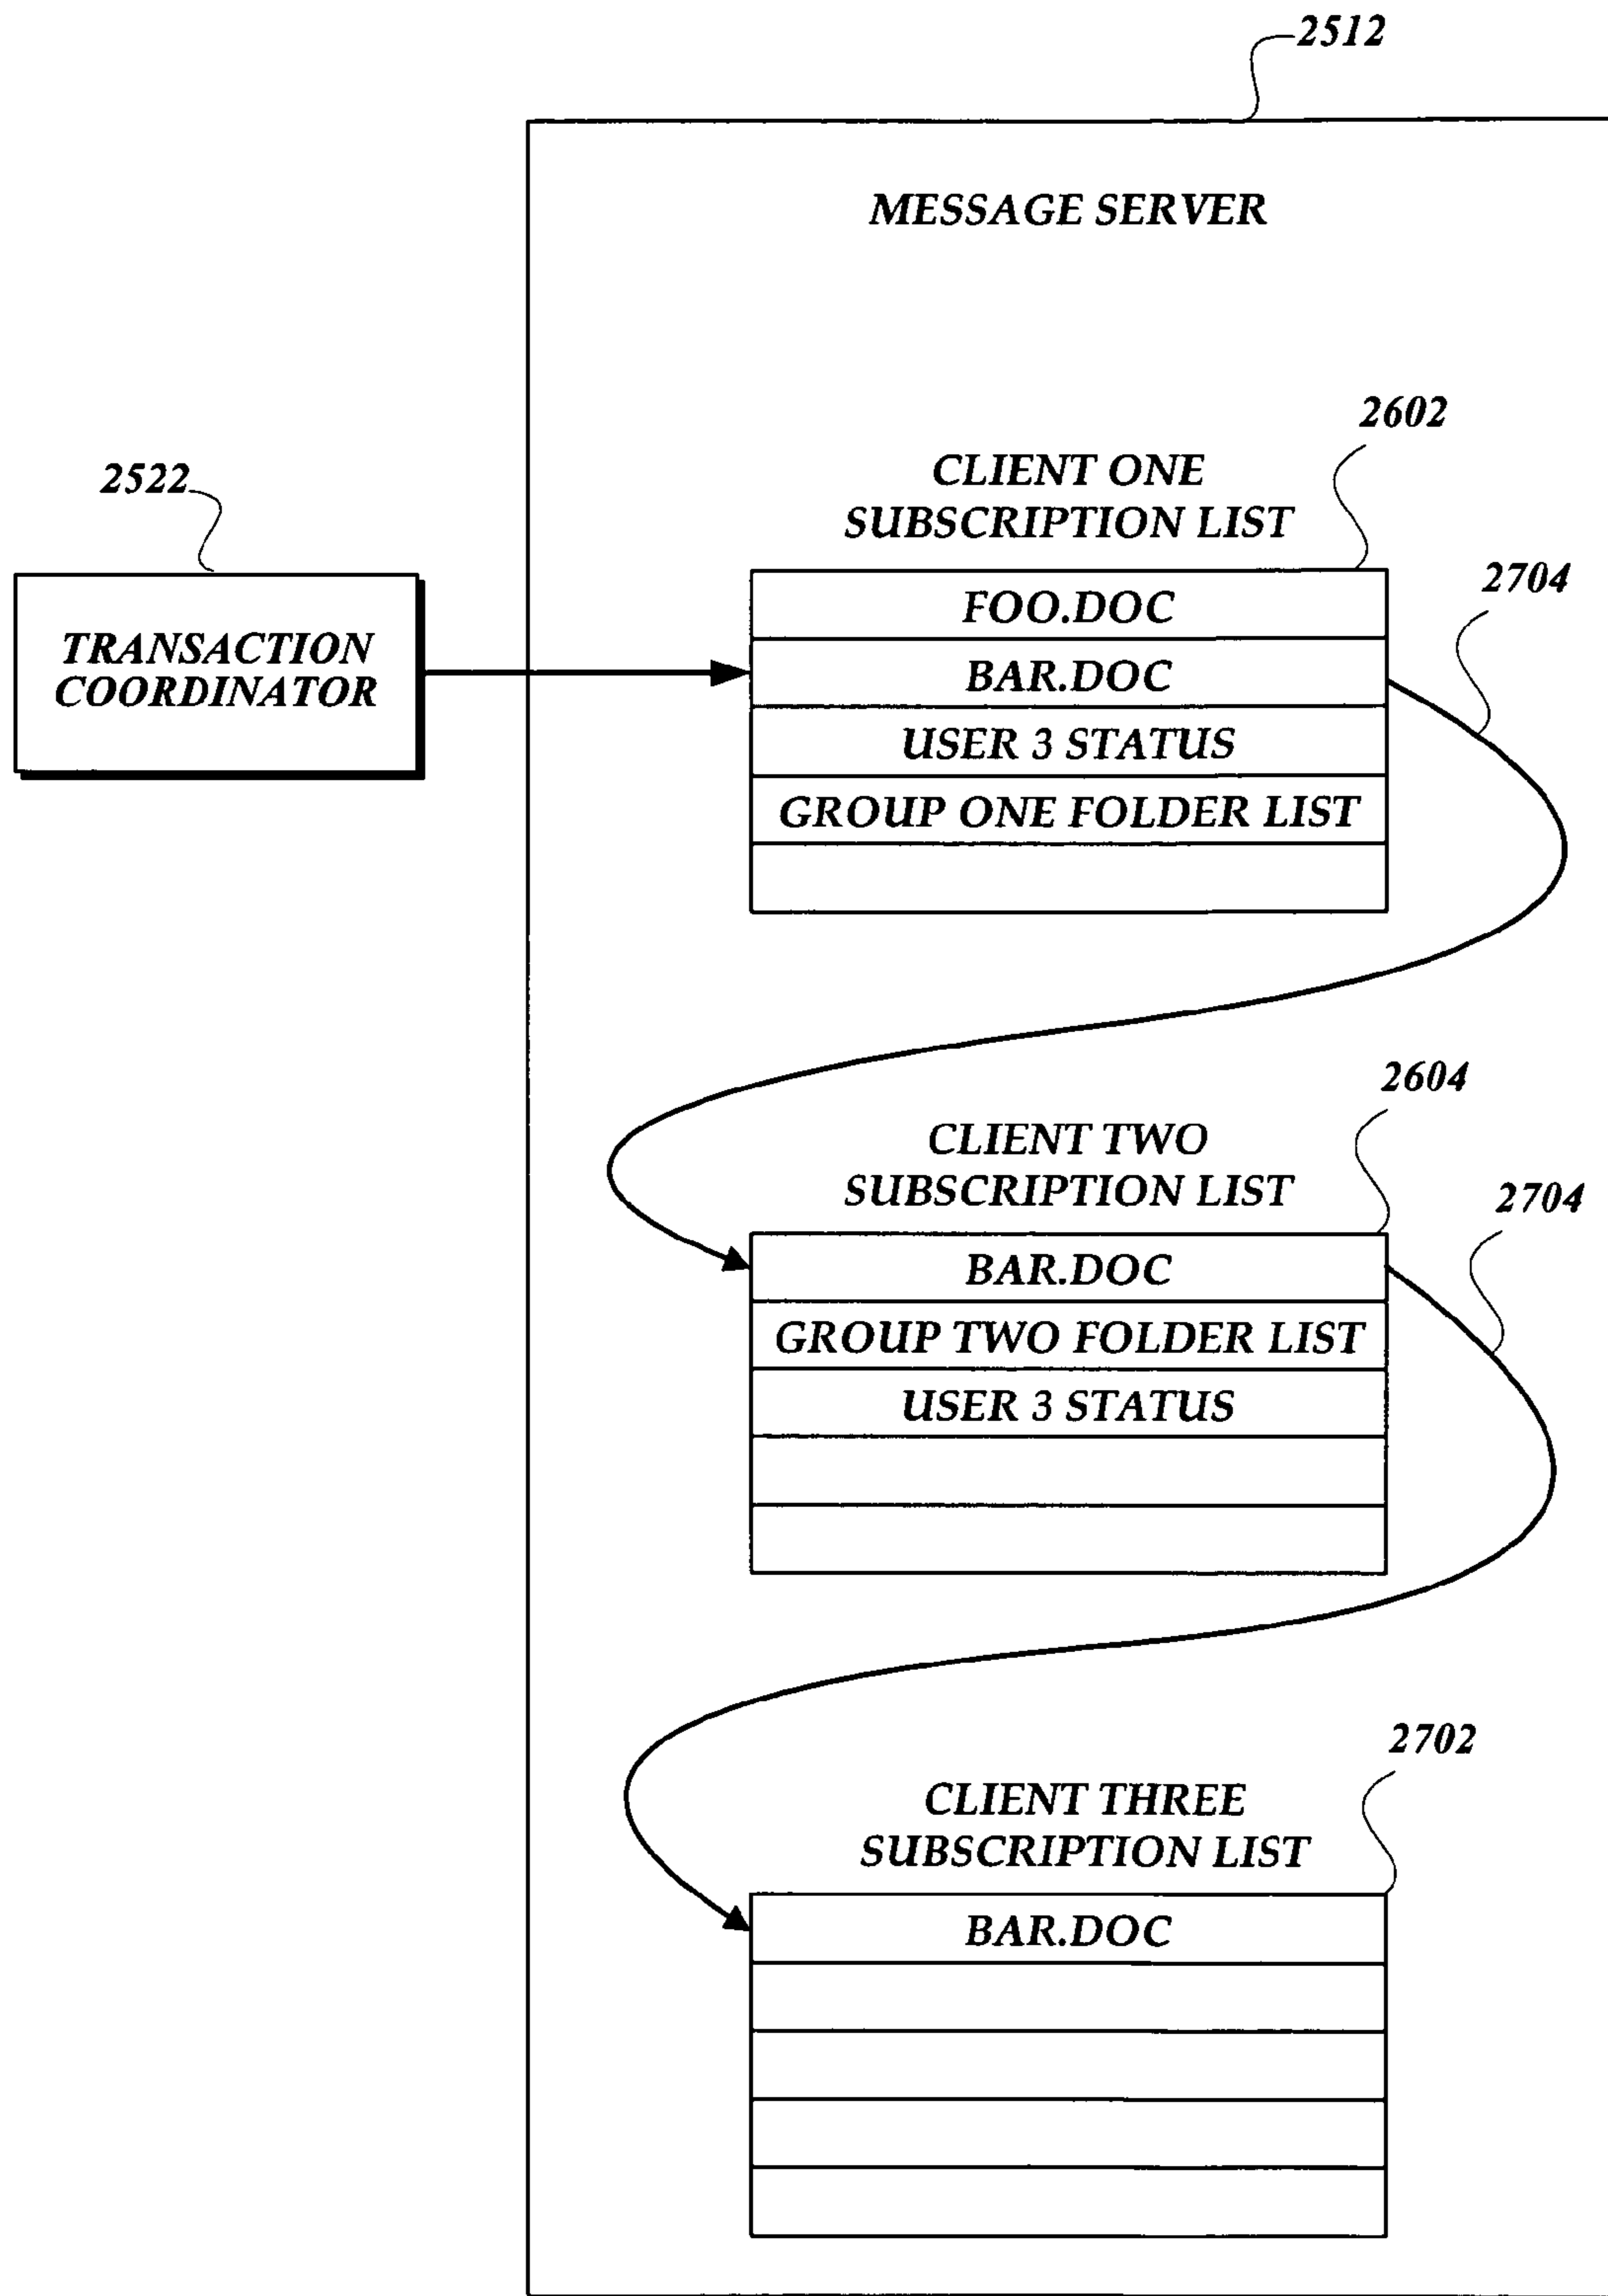 2512
MESSAGE SERVER
2602
CLIENT ONE
SUBSCRIPTION LIST
2522
2704
FOO.DOC
TRANSACTION
COORDINATOR
BAR.DOC
USER 3 STATUS
GROUP ONE FOLDER LIST
2604
CLIENT TWO
SUBSCRIPTION LIST
2704
BAR.DOC
GROUP TWO FOLDER LIST
USER 3 STATUS
2702
CLIENT THREE
SUBSCRIPTION LIST
BAR.DOC